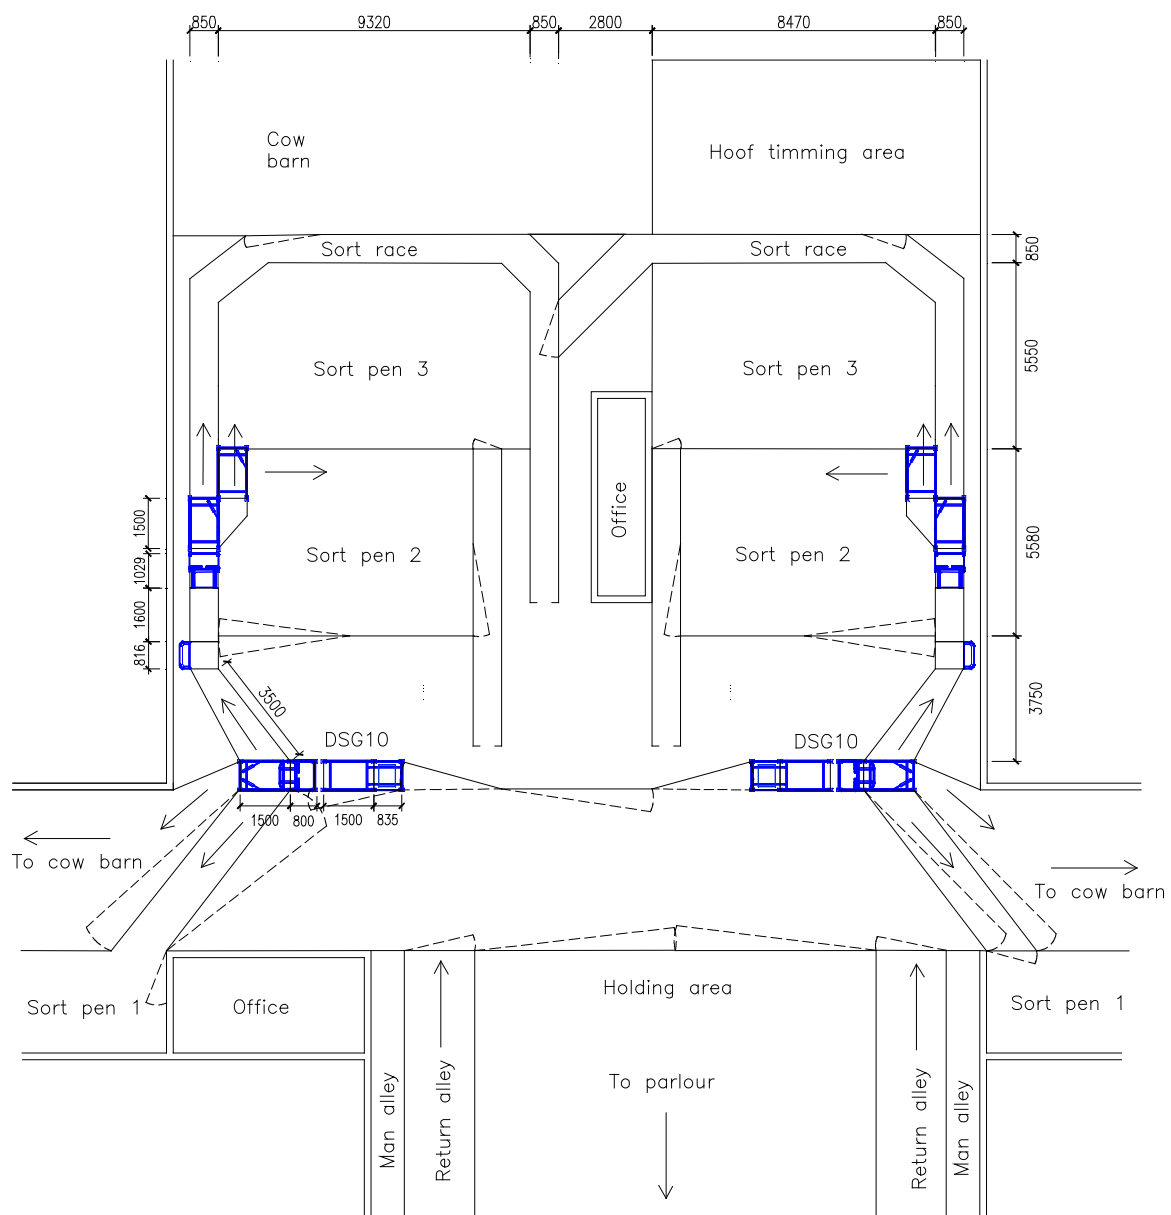 850 9320 850 2800 8470 850
Cow
barn
Hoof timming area
Sort race
Sort race
850
5550
Sort pen 3
Sort pen 3
Office
1500
5580
Sort pen 2
Sort pen 2
1029
1600
816
3500
3750
DSG10
DSG10
1500 800 1500 835
To cow barn
To cow barn
Sort pen 1
Office
Holding area
Sort pen 1
To parlour
Man alley
Return alley
Return alley
Man alley